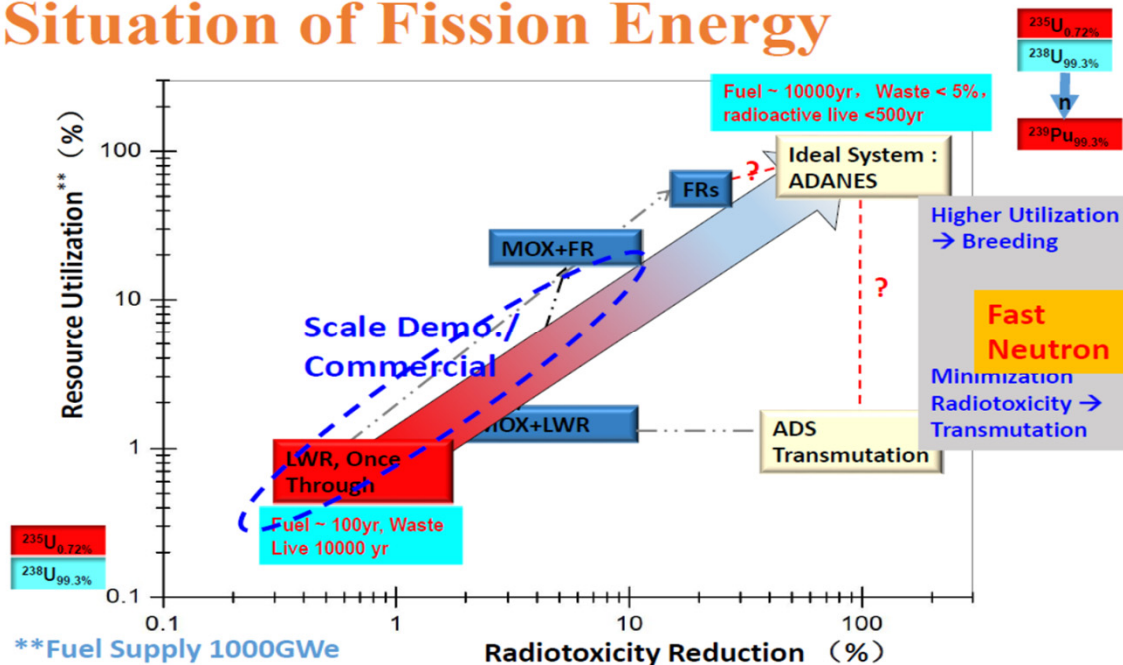 Situation of Fission Energy
235U0.72%
238U99.3%
n
239Pu99.3%
Fuel ~ 10000yr, Waste < 5%,
radioactive live <500yr
Resource Utilization** (%)
100
10
1
0.1
Ideal System :
ADANES
?
FRs
MOX+FR
Higher Utilization
→ Breeding
?
Fast
Neutron
Scale Demo./
Commercial
Minimization
Radiotoxicity →
Transmutation
MOX+LWR
ADS
Transmutation
LWR, Once
Through
Fuel ~ 100yr, Waste
Live 10000 yr
235U0.72%
238U99.3%
0.1
1
10
100
**Fuel Supply 1000GWe
Radiotoxicity Reduction (%)